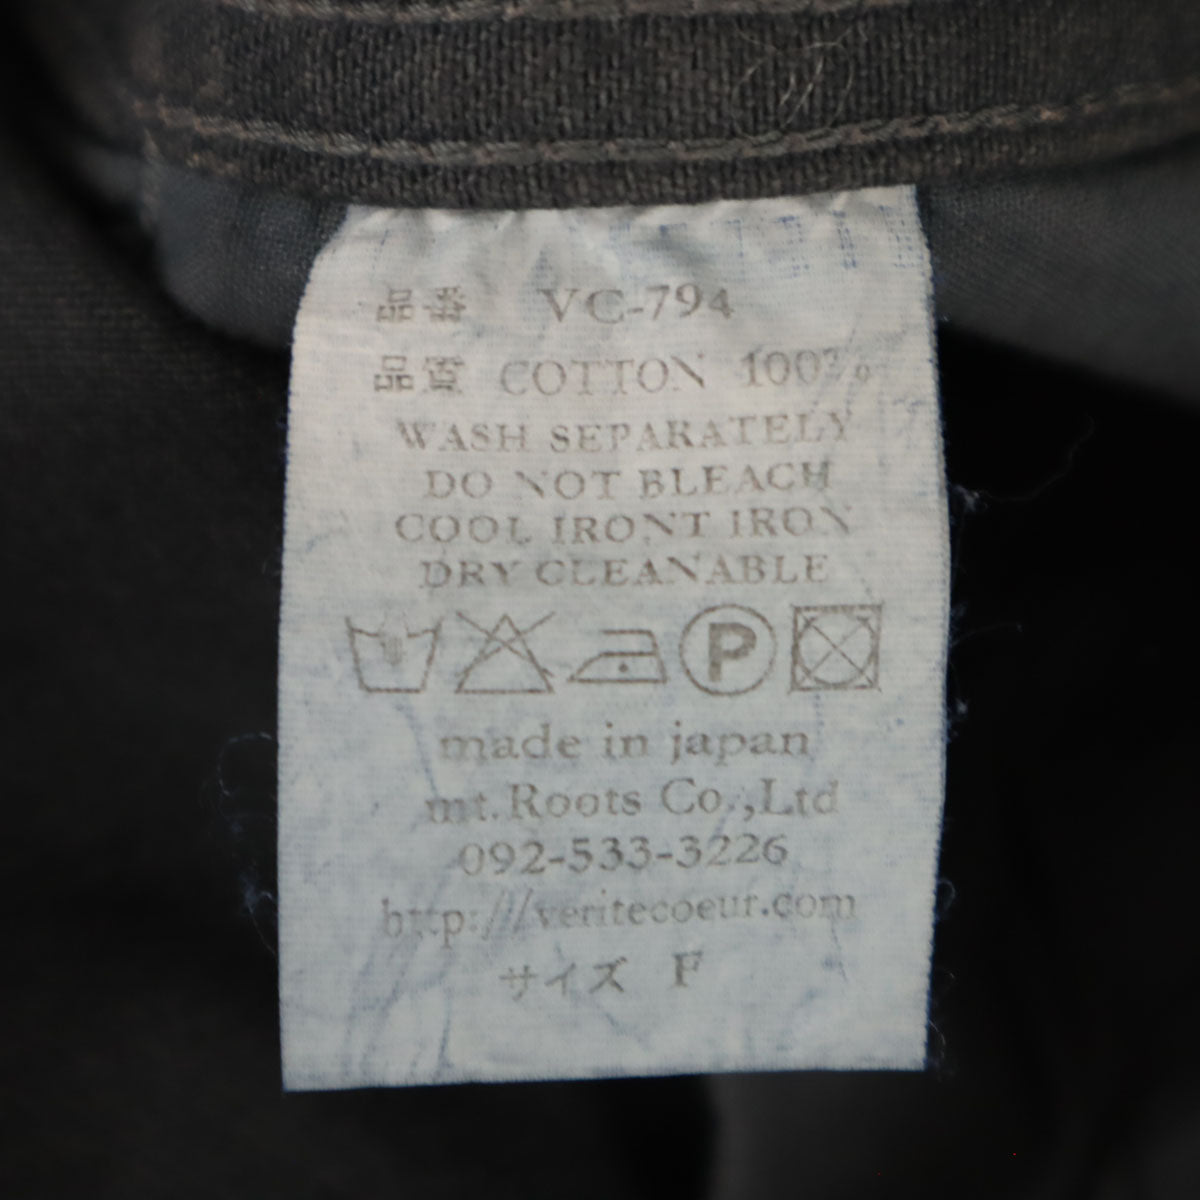 品番 VC-794
品質 COTTON 100%
WASH SEPARATELY
DO NOT BLEACH
COOL IRONT IRON
DRY CLEANABLE
P
made in japan
mt.Roots Co.,Ltd
092-533-3226
http:///veritecoeur.com
サイズ F